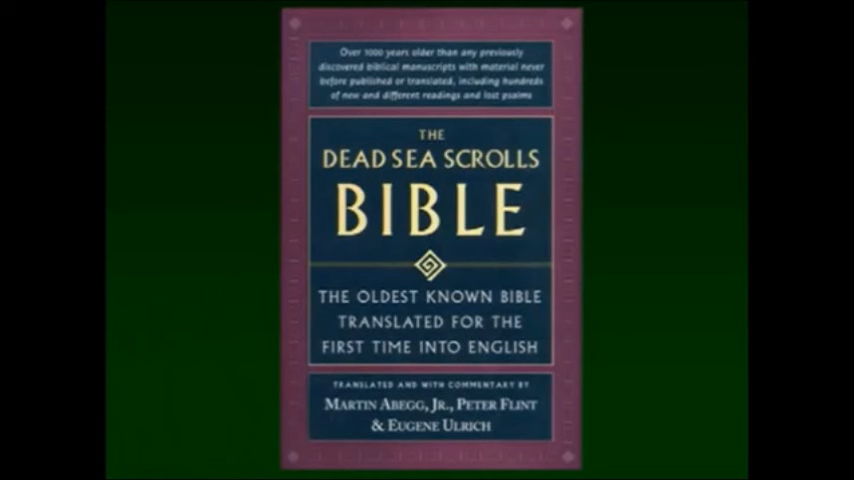 Over 1000 years older than any previously
discovered biblical manuscripts with material never
before published or translated, including hundreds
of new and different readings and lost psalms
THE
DEAD SEA SCROLLS
BIBLE
THE OLDEST KNOWN BIBLE
TRANSLATED FOR THE
FIRST TIME INTO ENGLISH
TRANSLATED AND WITH COMMENTARY BY
MARTIN ABEGG, JR., PETER FLINT
& EUGENE ULRICH